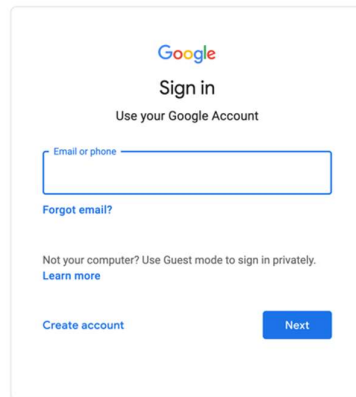 Google
Sign in
Use your Google Account
Email or phone
Forgot email?
Not your computer? Use Guest mode to sign in privately.
Learn more
Create account
Next